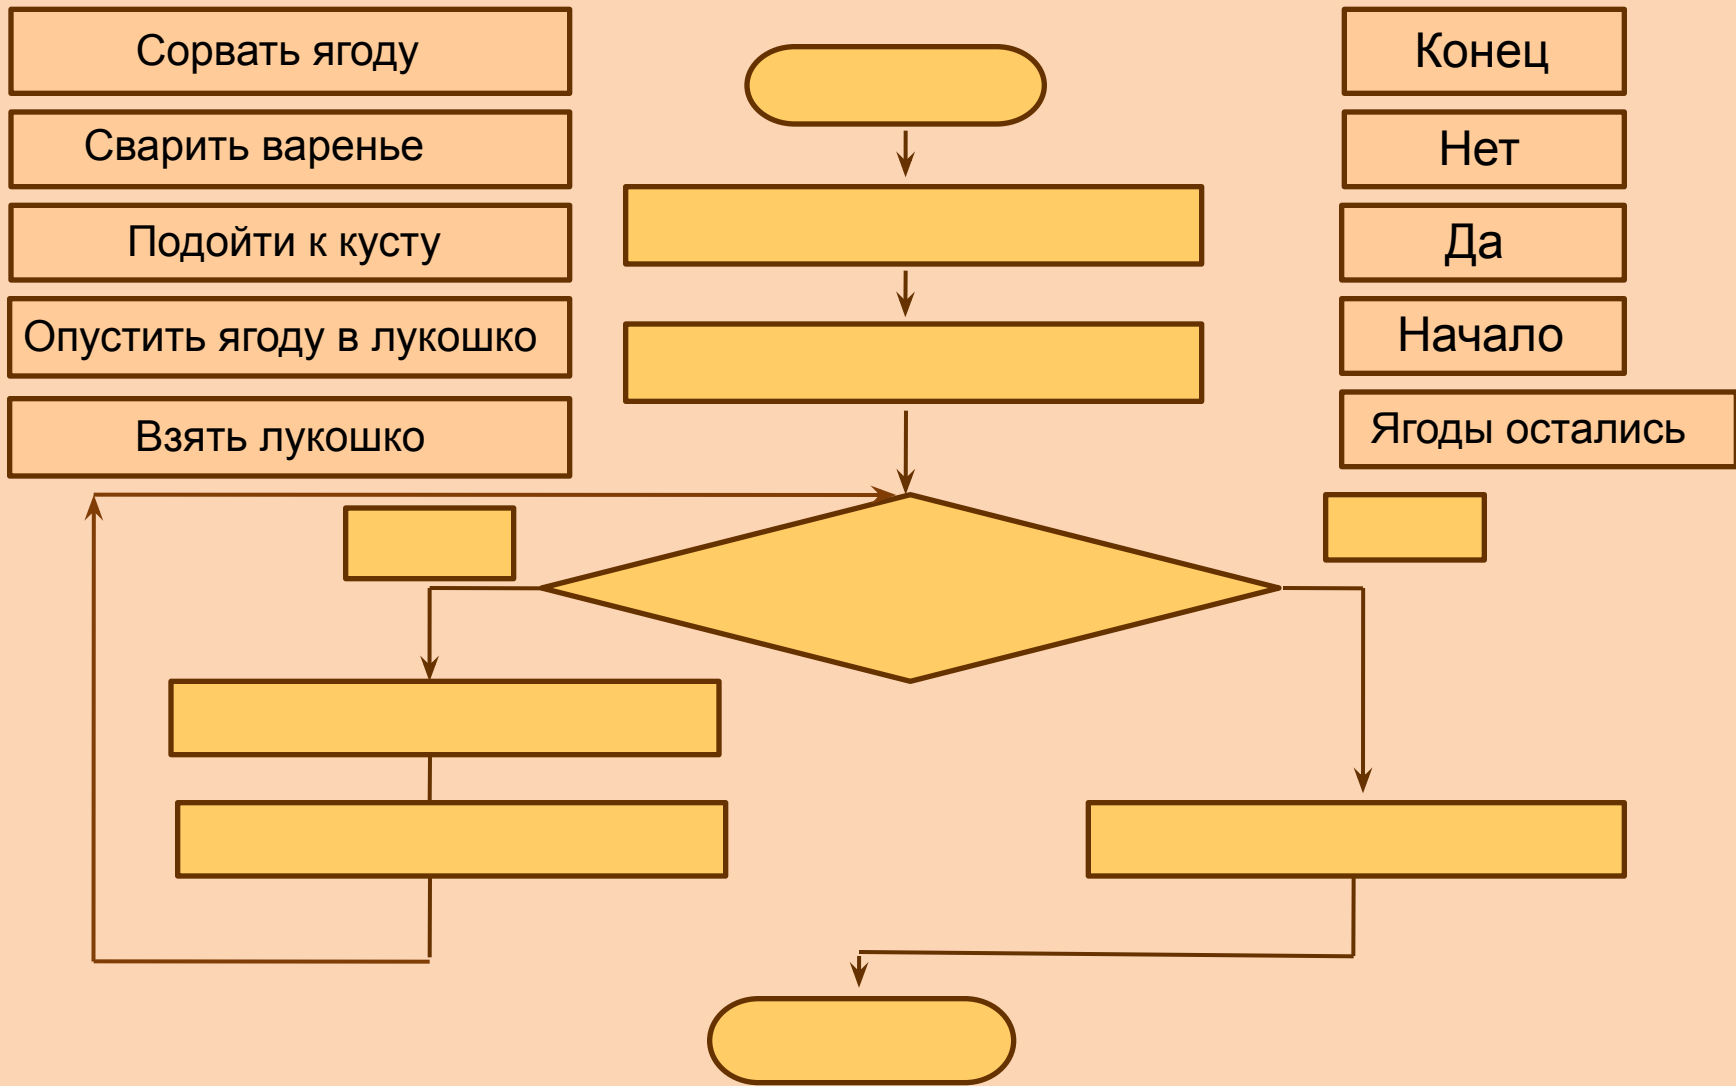 Сорвать ягоду
Сварить варенье
Подойти к кусту
Опустить ягоду в лукошко
Взять лукошко
Конец
Нет
Да
Начало
Ягоды остались